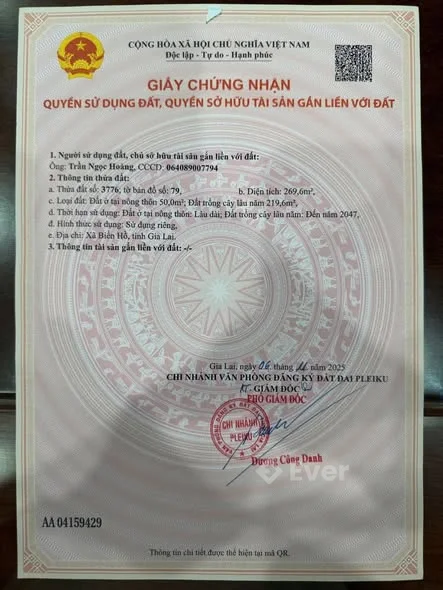 CỘNG HÒA XÃ HỘI CHỦ NGHĨA VIỆT NAM
Độc lập - Tự do - Hạnh phúc
GIẤY CHỨNG NHẬN
QUYỀN SỬ DỤNG ĐẤT, QUYỀN SỞ HỮU TÀI SẢN GẮN LIỀN VỚI ĐẤT
1. Người sử dụng đất, chủ sở hữu tài sản gắn liền với đất:
Ông: Trần Ngọc Hoàng, CCCD: 064089007794
2. Thông tin thửa đất:
a. Thửa đất số: 3776, tờ bản đồ số: 79, b. Diện tích: 269,6m²,
c. Loại đất: Đất ở tại nông thôn 50,0m²; Đất trồng cây lâu năm 219,6m²,
d. Thời hạn sử dụng: Đất ở tại nông thôn: Lâu dài; Đất trồng cây lâu năm: Đến năm 2047,
đ. Hình thức sử dụng: Sử dụng riêng,
e. Địa chỉ: Xã Biển Hồ, tỉnh Gia Lai.
3. Thông tin tài sản gắn liền với đất: -/-
Gia Lai, ngày 06 tháng 11 năm 2025
CHI NHÁNH VĂN PHÒNG ĐĂNG KÝ ĐẤT ĐAI PLEIKU
KT. GIÁM ĐỐC
PHÓ GIÁM ĐỐC
CHI NHÁNH
PLEIKU
Dương Công Danh
Ever
AA 04159429
Thông tin chi tiết được thể hiện tại mã QR.